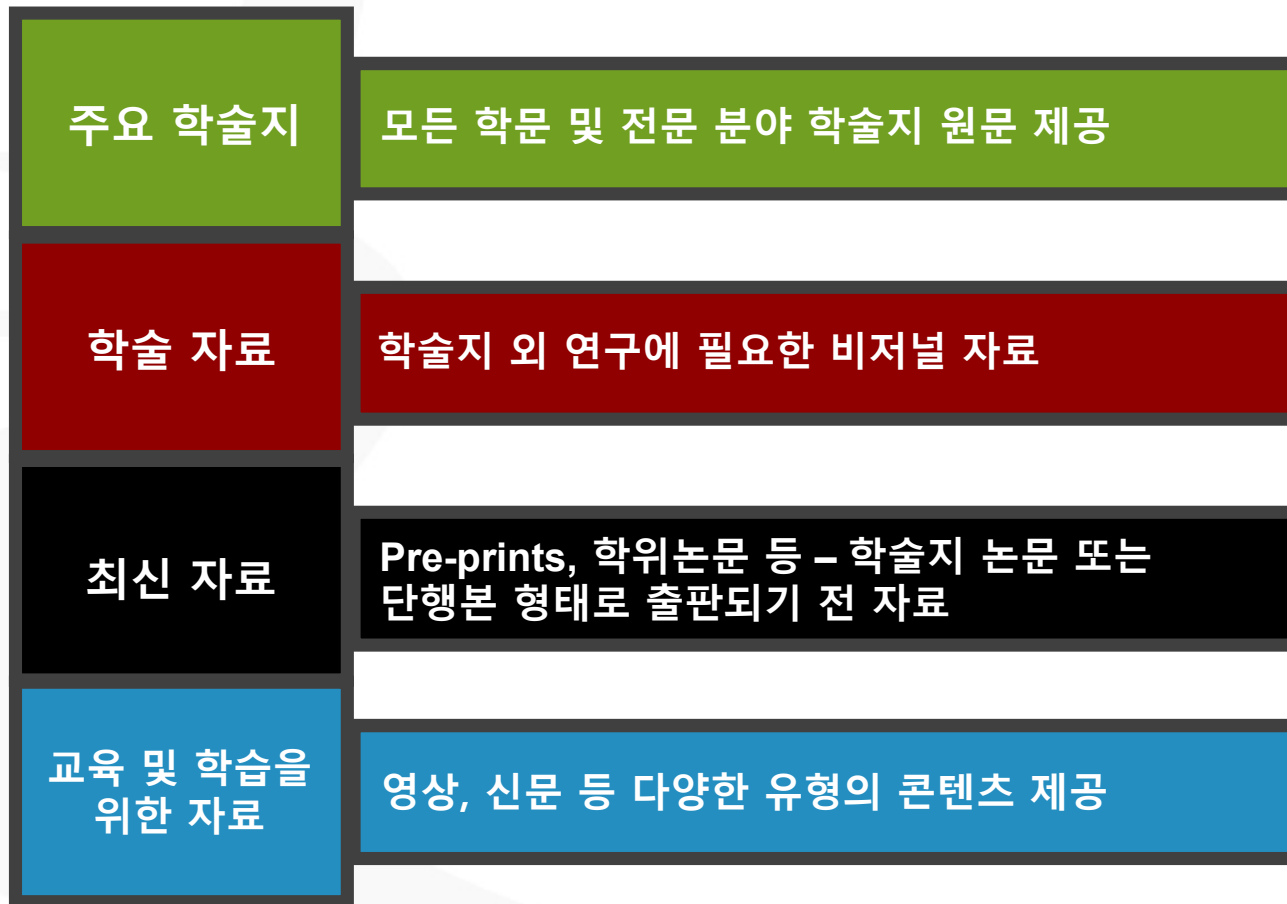 주요 학술지
모든 학문 및 전문 분야 학술지 원문 제공
학술 자료
학술지 외 연구에 필요한 비저널 자료
최신 자료
Pre-prints, 학위논문 등 – 학술지 논문 또는
단행본 형태로 출판되기 전 자료
교육 및 학습을
위한 자료
영상, 신문 등 다양한 유형의 콘텐츠 제공